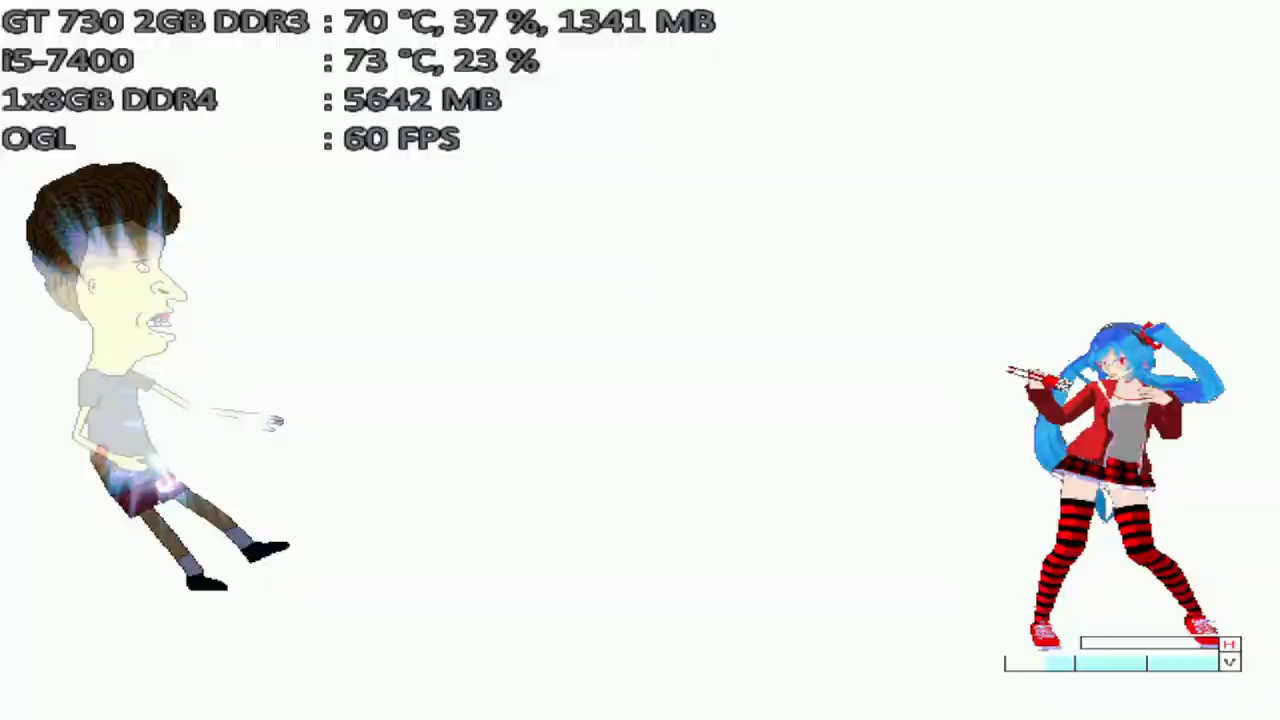 GT 730 2GB DDR3 : 70 °C, 37 %, 1341 MB
i5-7400 : 73 °C, 23 %
1x8GB DDR4 : 5642 MB
OGL : 60 FPS
H
V